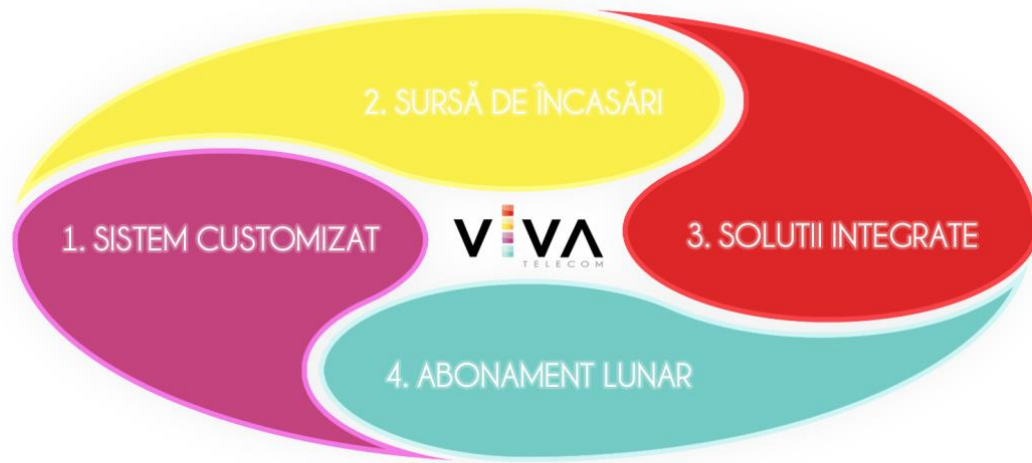 2. SURSĂ DE ÎNCASĂRI
1. SISTEM CUSTOMIZAT
VIVA
TELECOM
3. SOLUTII INTEGRATE
4. ABONAMENT LUNAR